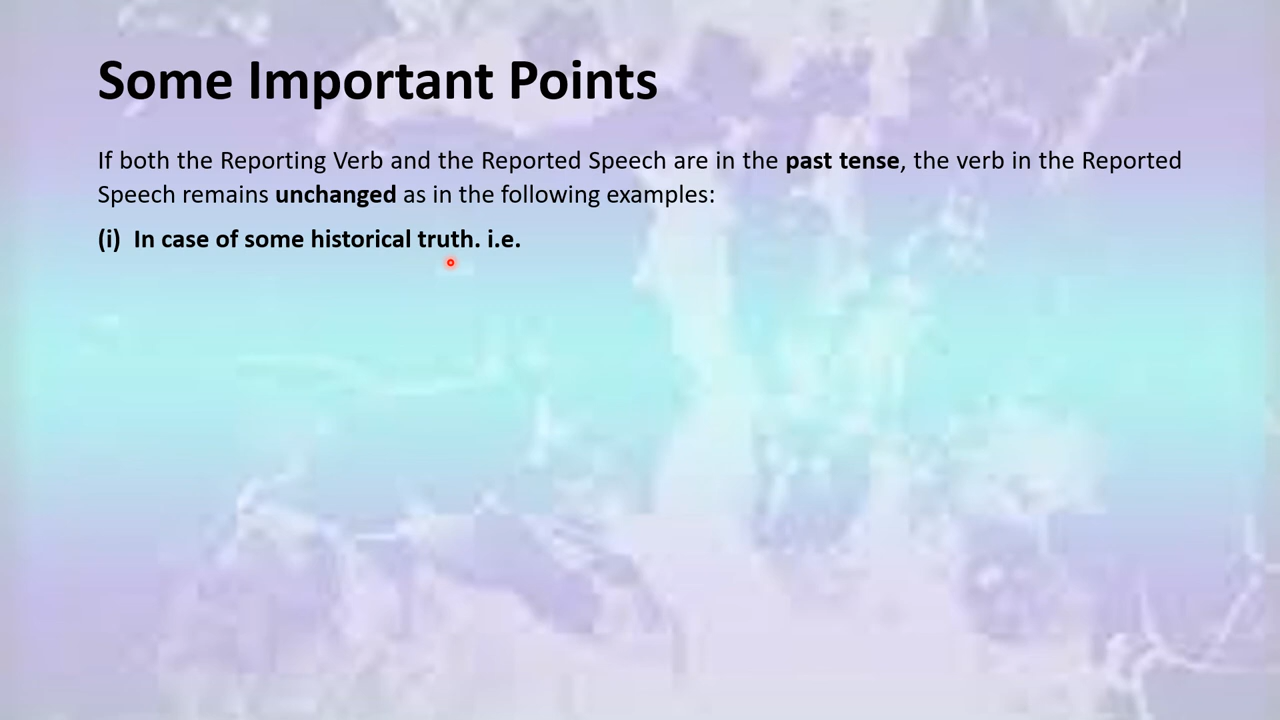 Some Important Points
If both the Reporting Verb and the Reported Speech are in the past tense, the verb in the Reported
Speech remains unchanged as in the following examples:
(i) In case of some historical truth. i.e.